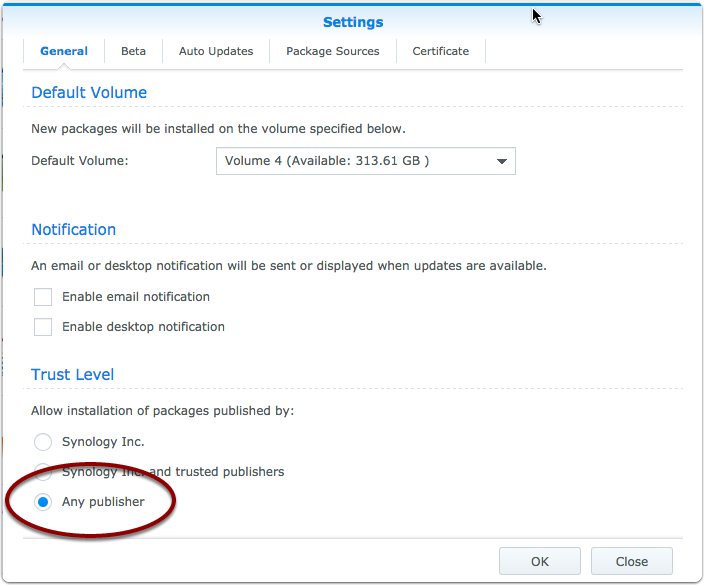 Settings
General
Beta
Auto Updates
Package Sources
Certificate
Default Volume
New packages will be installed on the volume specified below.
Default Volume:
Volume 4 (Available: 313.61 GB )
Notification
An email or desktop notification will be sent or displayed when updates are available.
Enable email notification
Enable desktop notification
Trust Level
Allow installation of packages published by:
Synology Inc.
Synology Inc. and trusted publishers
Any publisher
OK
Close